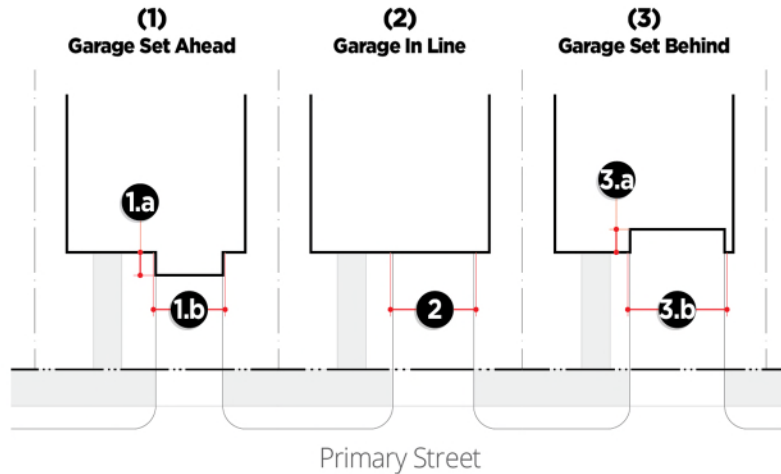 (1)
Garage Set Ahead
(2)
Garage In Line
(3)
Garage Set Behind
1.a
3.a
1.b
2
3.b
Primary Street